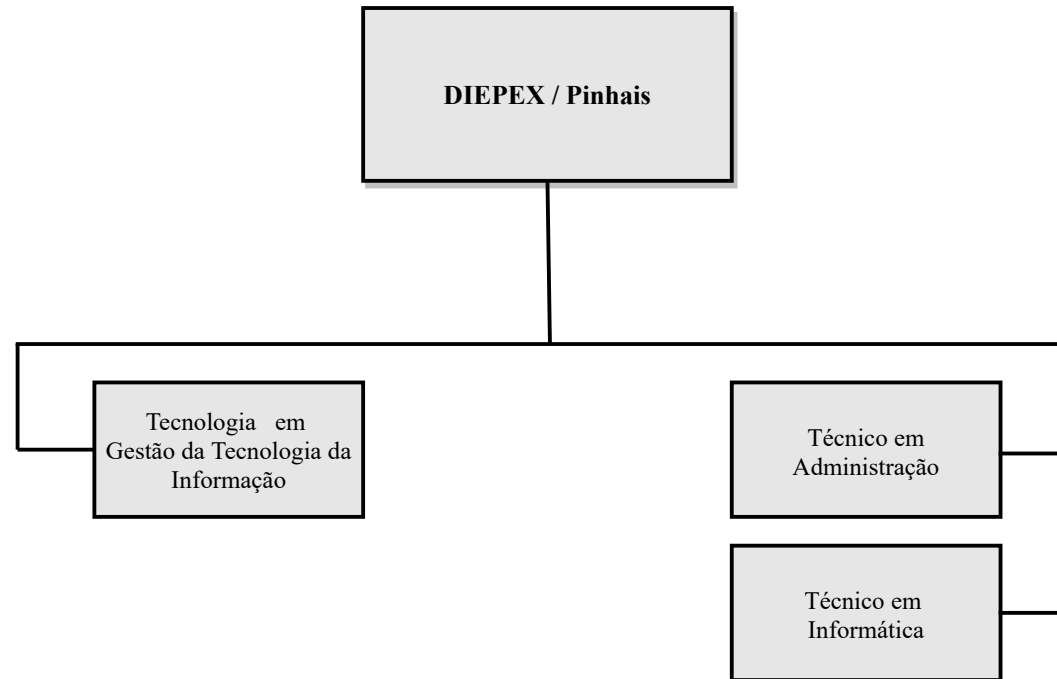 DIEPEX / Pinhais
Tecnologia em
Gestão da Tecnologia da
Informação
Técnico em
Administração
Técnico em
Informática